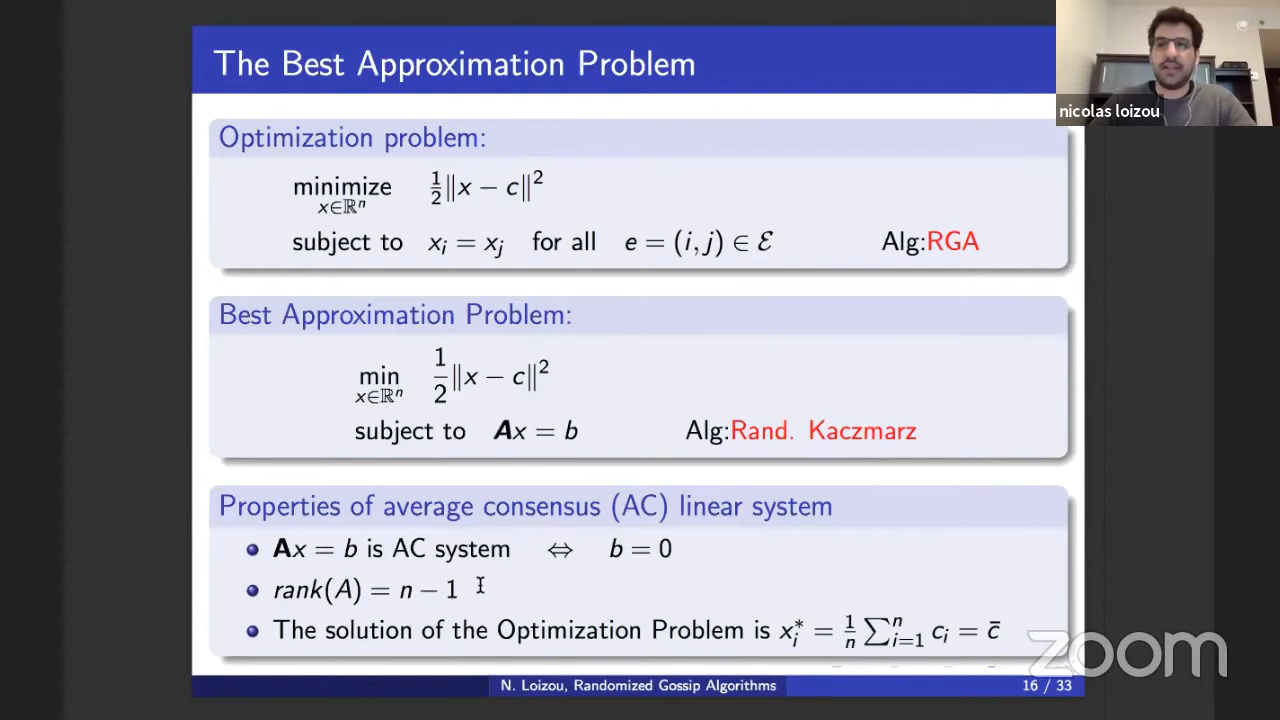 The Best Approximation Problem
nicolas loizou
Optimization problem:
minimize ½‖x − c‖²
x∈ℝⁿ
subject to xᵢ = xⱼ for all e = (i, j) ∈ ℰ Alg:RGA
Best Approximation Problem:
min 1/2 ‖x − c‖²
x∈ℝⁿ
subject to Ax = b Alg:Rand. Kaczmarz
Properties of average consensus (AC) linear system
Ax = b is AC system ⇔ b = 0
rank(A) = n − 1
The solution of the Optimization Problem is xᵢ* = 1/n ∑ⁿᵢ₌₁ cᵢ = c̄
zoom
N. Loizou, Randomized Gossip Algorithms 16 / 33